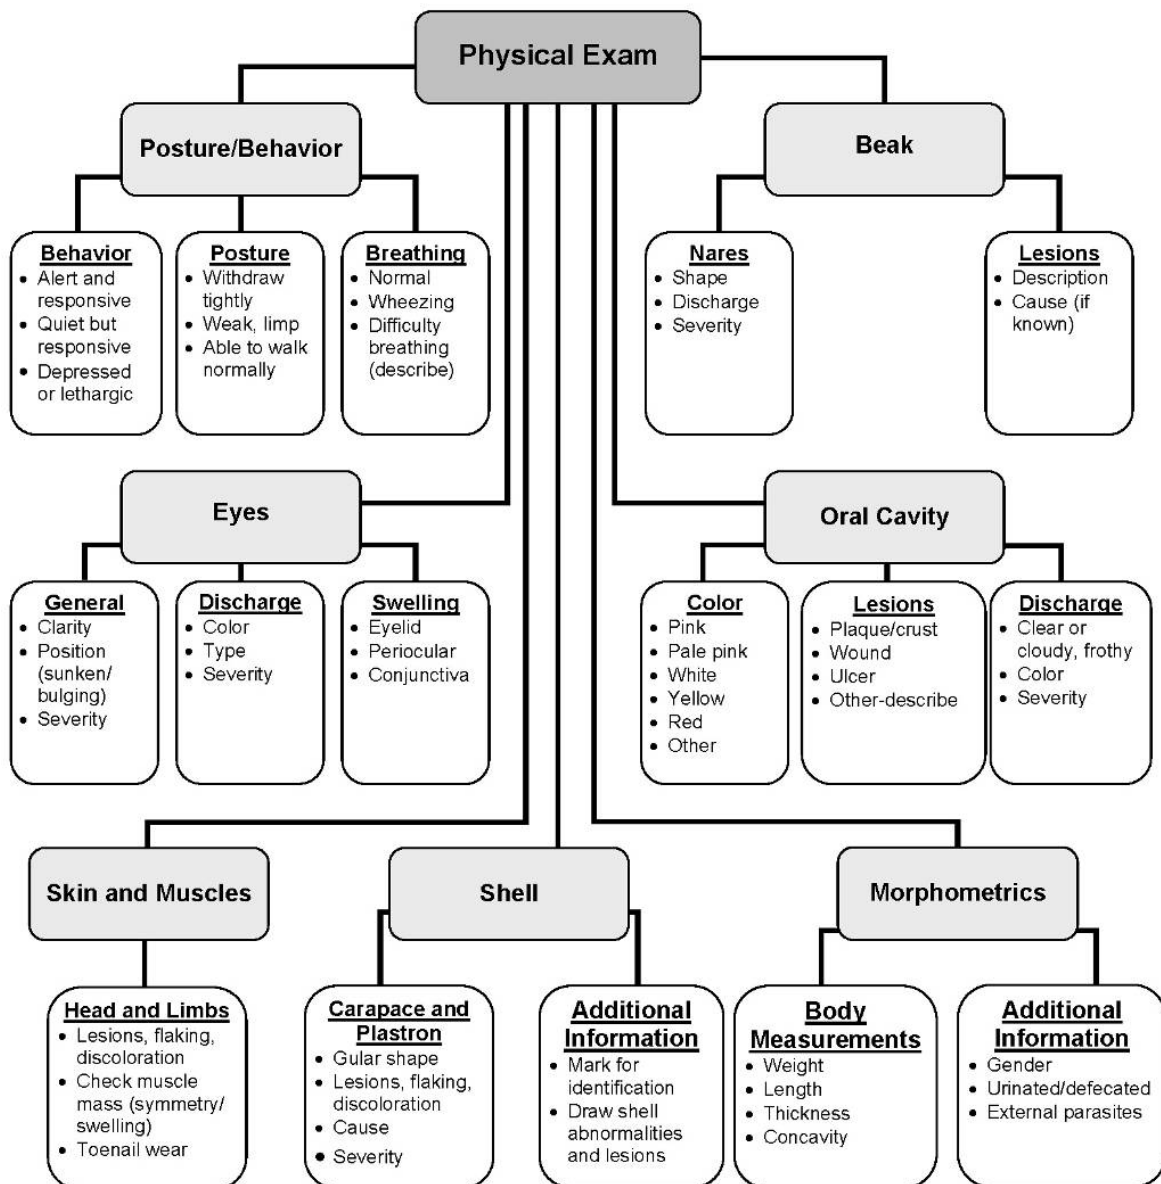 Physical Exam
Posture/Behavior
Beak
Behavior
• Alert and
responsive
• Quiet but
responsive
• Depressed
or lethargic
Posture
• Withdraw
tightly
• Weak, limp
• Able to walk
normally
Breathing
• Normal
• Wheezing
• Difficulty
breathing
(describe)
Nares
• Shape
• Discharge
• Severity
Lesions
• Description
• Cause (if
known)
Eyes
Oral Cavity
General
• Clarity
• Position
(sunken/
bulging)
• Severity
Discharge
• Color
• Type
• Severity
Swelling
• Eyelid
• Periocular
• Conjunctiva
Color
• Pink
• Pale pink
• White
• Yellow
• Red
• Other
Lesions
• Plaque/crust
• Wound
• Ulcer
• Other-describe
Discharge
• Clear or
cloudy, frothy
• Color
• Severity
Skin and Muscles
Shell
Morphometrics
Head and Limbs
• Lesions, flaking,
discoloration
• Check muscle
mass (symmetry/
swelling)
• Toenail wear
Carapace and
Plastron
• Gular shape
• Lesions, flaking,
discoloration
• Cause
• Severity
Additional
Information
• Mark for
identification
• Draw shell
abnormalities
and lesions
Body
Measurements
• Weight
• Length
• Thickness
• Concavity
Additional
Information
• Gender
• Urinated/defecated
• External parasites